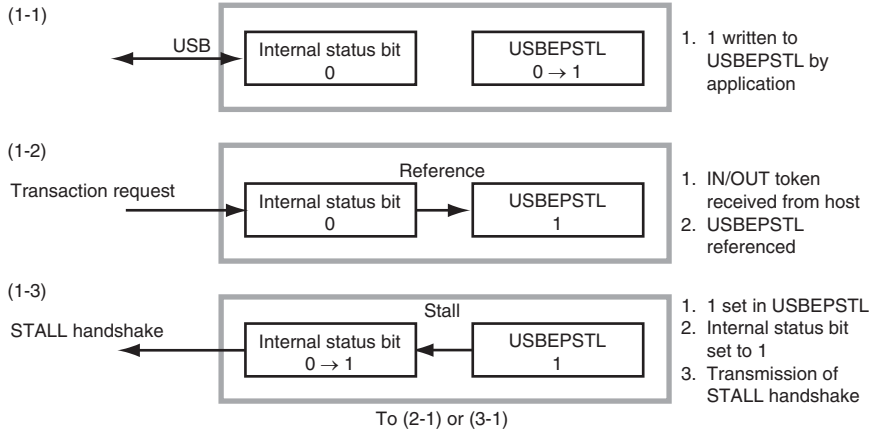 (1-1)
USB
Internal status bit
0
USBEPSTL
0 → 1
1. 1 written to
USBEPSTL by
application
(1-2)
Transaction request
Reference
Internal status bit
0
USBEPSTL
1
1. IN/OUT token
received from host
2. USBEPSTL
referenced
(1-3)
STALL handshake
Stall
Internal status bit
0 → 1
USBEPSTL
1
1. 1 set in USBEPSTL
2. Internal status bit
set to 1
3. Transmission of
STALL handshake
To (2-1) or (3-1)